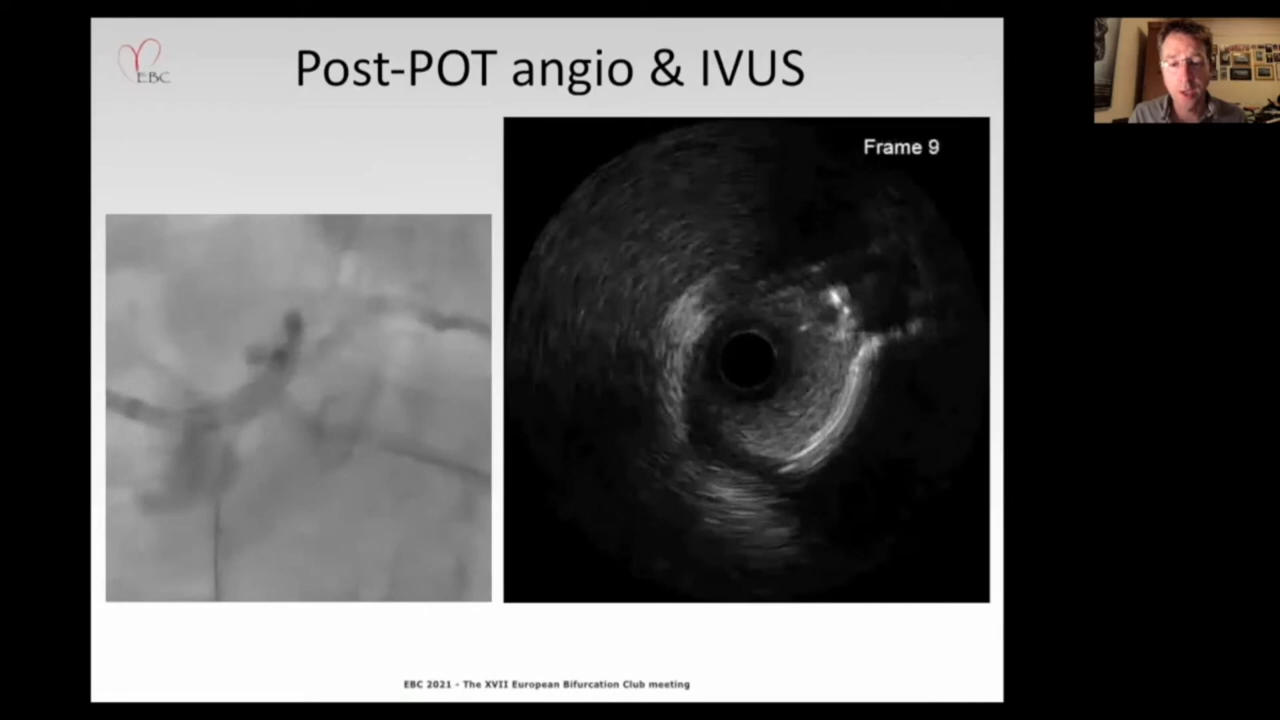 EBC
Post-POT angio & IVUS
Frame 9
EBC 2021 - The XVII European Bifurcation Club meeting